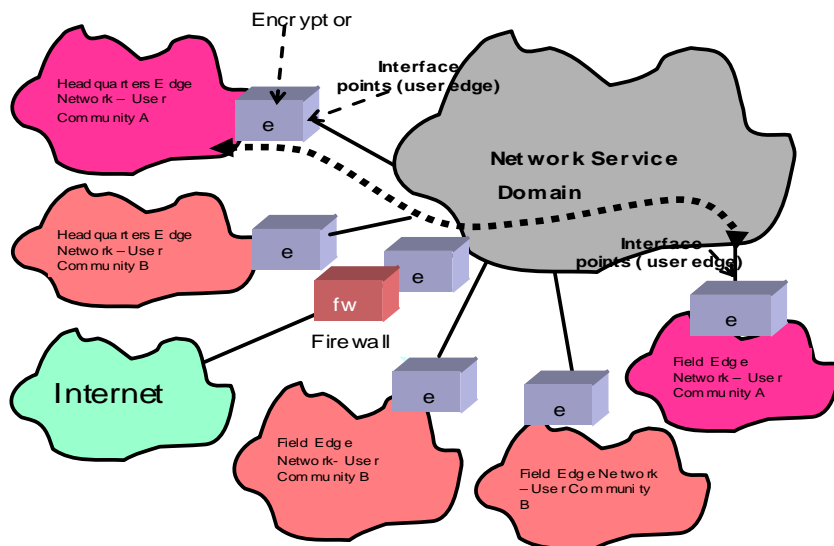 Encryptor
Interface
points (user edge)
Headquarters Edge
Network – User
Community A
e
Network Service
Domain
Headquarters Edge
Network – User
Community B
e
e
Interface
points (user edge)
fw
Firewall
e
Internet
e
e
Field Edge
Network – User
Community A
Field Edge
Network- User
Community B
Field Edge Network
– User Community
B